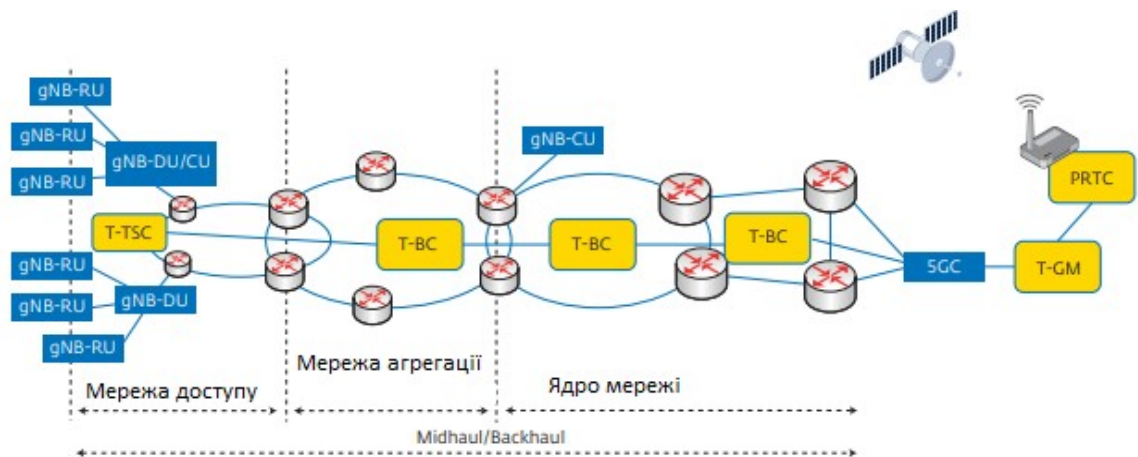 gNB-RU
gNB-RU
gNB-DU/CU
gNB-RU
gNB-CU
PRTC
T-TSC
T-BC
T-BC
T-BC
5GC
T-GM
gNB-RU
gNB-DU
gNB-RU
gNB-RU
Мережа доступу
Мережа агрегації
Ядро мережі
Midhaul/Backhaul